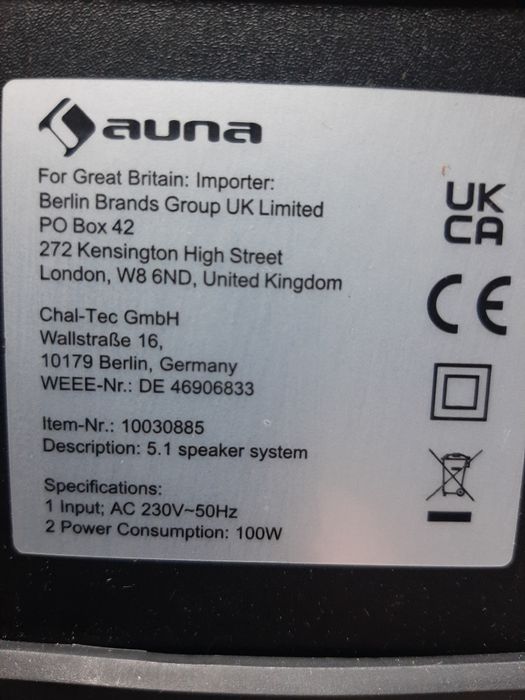 auna
For Great Britain: Importer:
Berlin Brands Group UK Limited
PO Box 42
272 Kensington High Street
London, W8 6ND, United Kingdom
Chal-Tec GmbH
Wallstraße 16,
10179 Berlin, Germany
WEEE-Nr.: DE 46906833
Item-Nr.: 10030885
Description: 5.1 speaker system
Specifications:
1 Input; AC 230V~50Hz
2 Power Consumption: 100W
UK
CA
CE